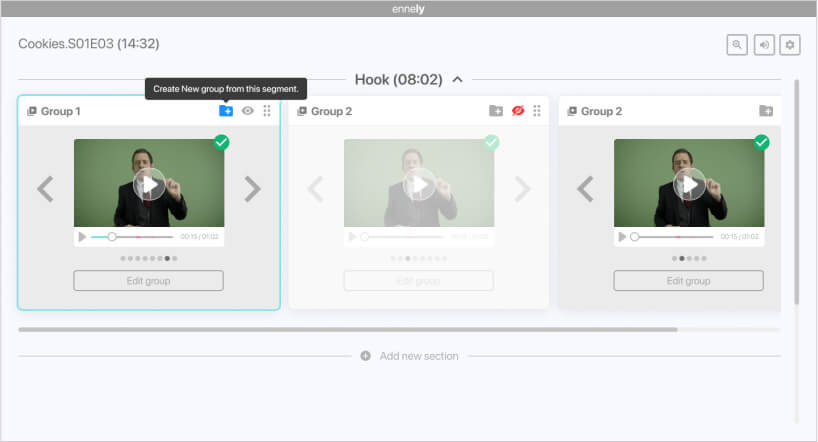 ennely
Cookies.S01E03 (14:32)
Hook (08:02)
Create New group from this segment.
Group 1
Group 2
Group 2
00:15 / 01:02
00:15 / 01:02
00:15 / 01:02
Edit group
Edit group
Edit group
Add new section